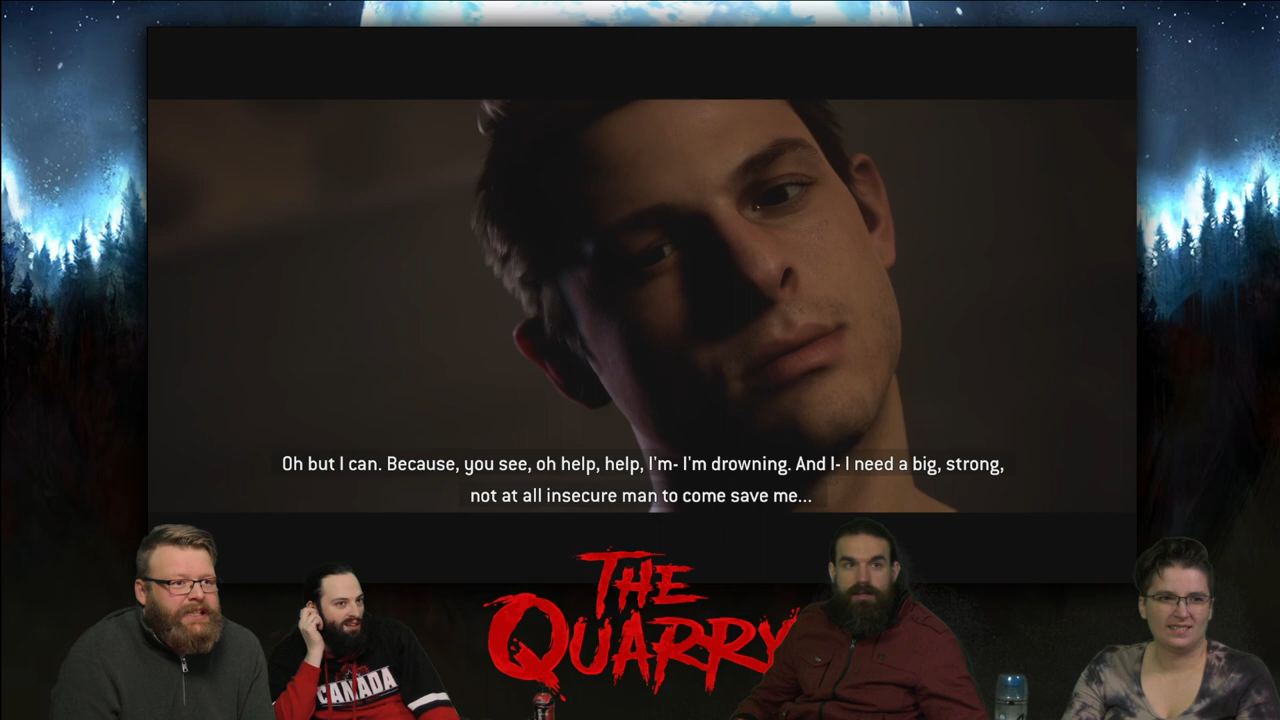 Oh but I can. Because, you see, oh help, help, I'm- I'm drowning. And I- I need a big, strong,
not at all insecure man to come save me...
THE
QUARRY
CANADA